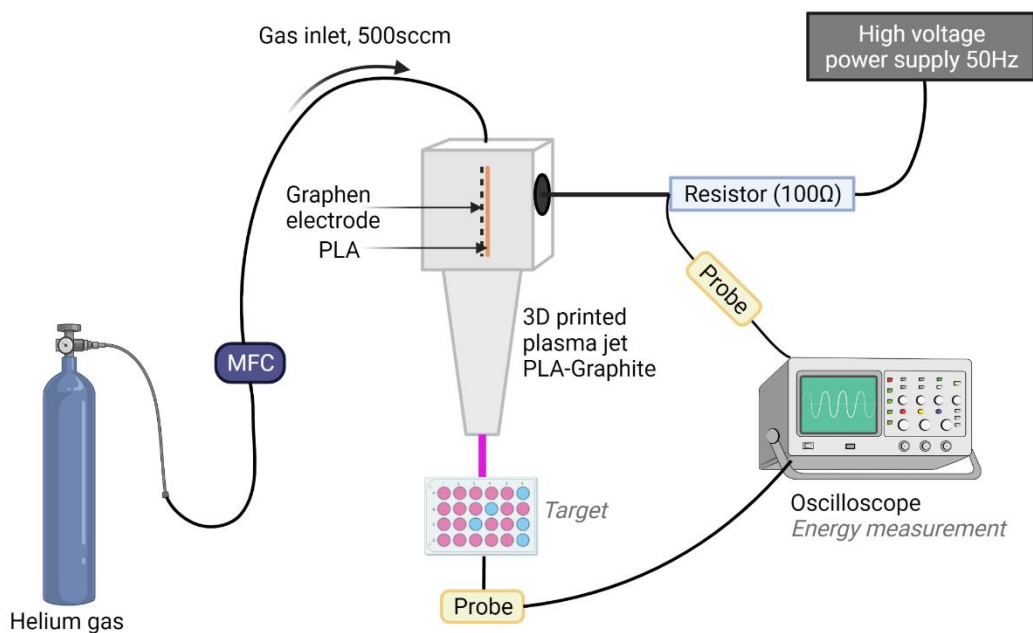 Gas inlet, 500sccm
High voltage
power supply 50Hz
Graphen
electrode
PLA
Resistor (100Ω)
Probe
3D printed
plasma jet
PLA-Graphite
MFC
Target
Oscilloscope
Energy measurement
Probe
Helium gas